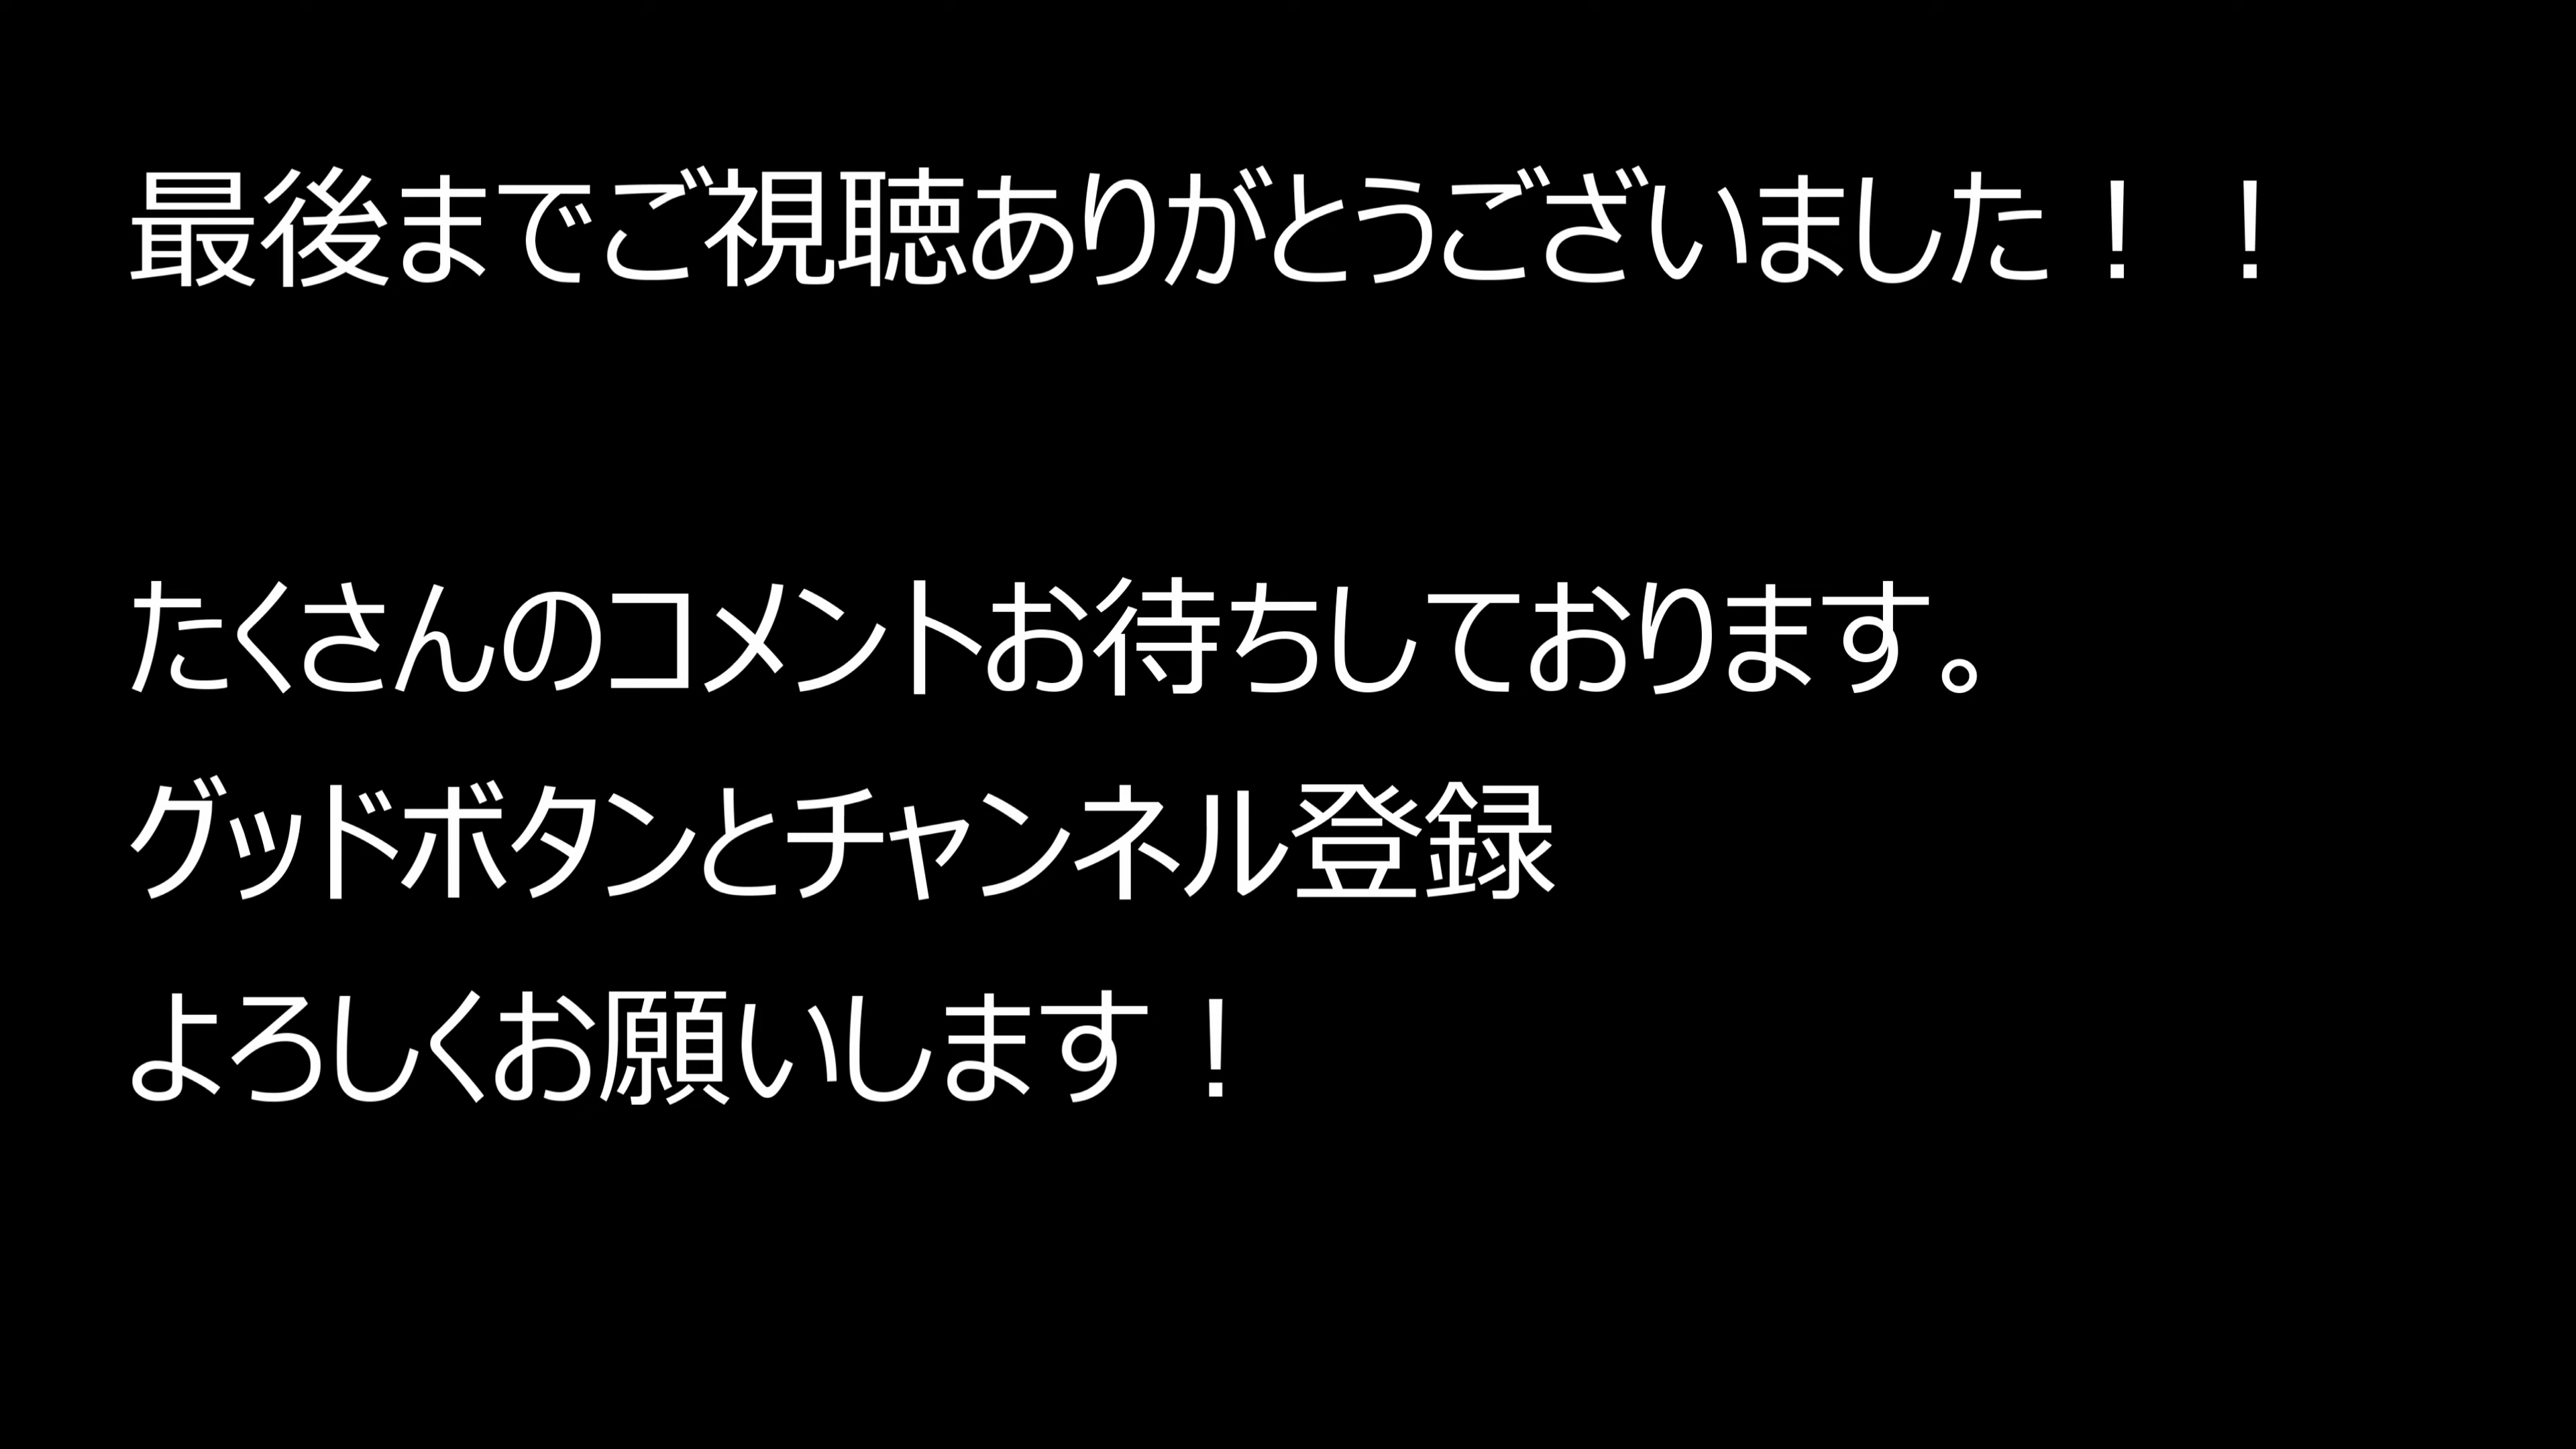 最後までご視聴ありがとうございました！！
たくさんのコメントお待ちしております。
グッドボタンとチャンネル登録
よろしくお願いします！